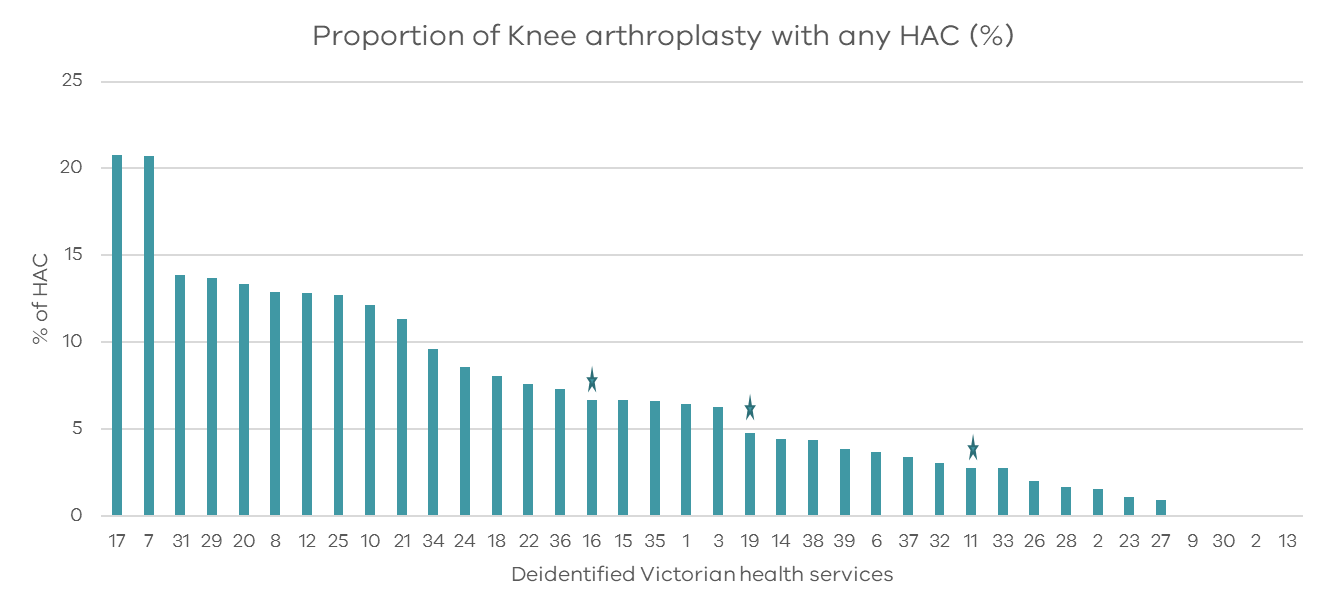 Proportion of Knee arthroplasty with any HAC (%)
25
20
15
10
5
0
% of HAC
17 7 31 29 20 8 12 25 10 21 34 24 18 22 36 16 15 35 1 3 19 14 38 39 6 37 32 11 33 26 28 2 23 27 9 30 2 13
Deidentified Victorian health services